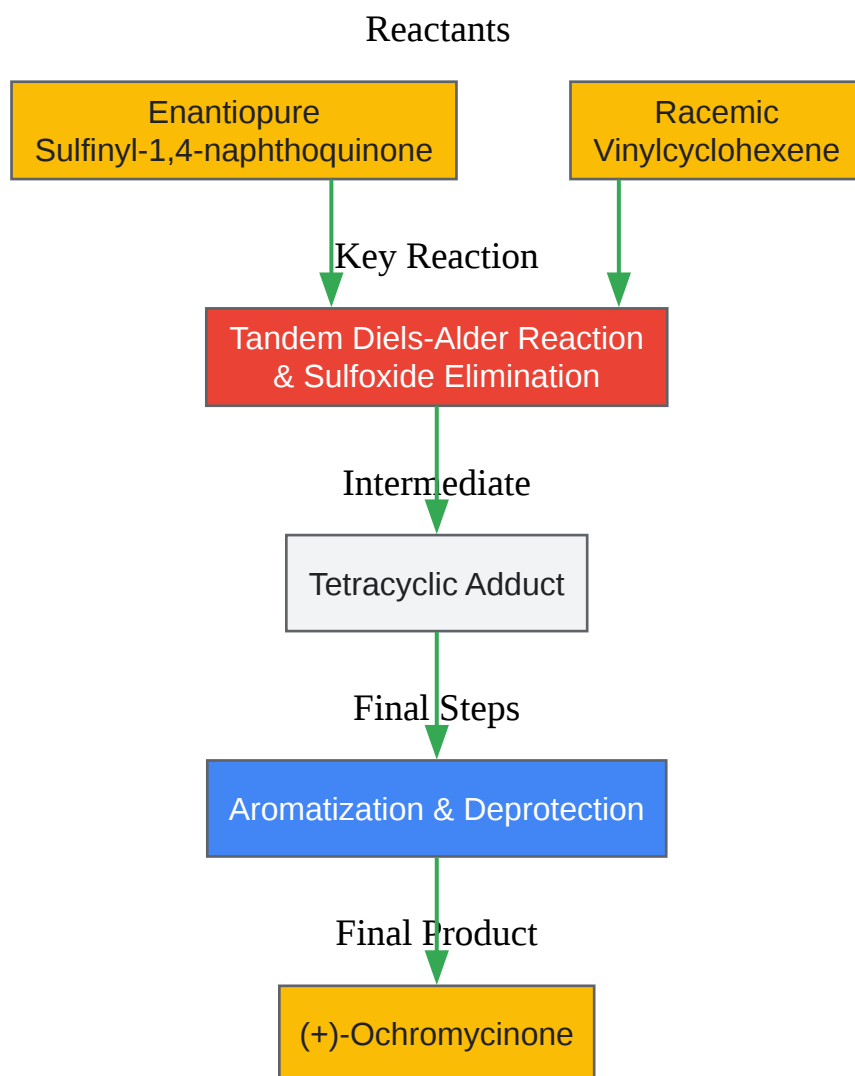 Reactants
Enantiopure
Sulfinyl-1,4-naphthoquinone
Racemic
Vinylcyclohexene
Key Reaction
Tandem Diels-Alder Reaction
& Sulfoxide Elimination
Intermediate
Tetracyclic Adduct
Final Steps
Aromatization & Deprotection
Final Product
(+)-Ochromycinone